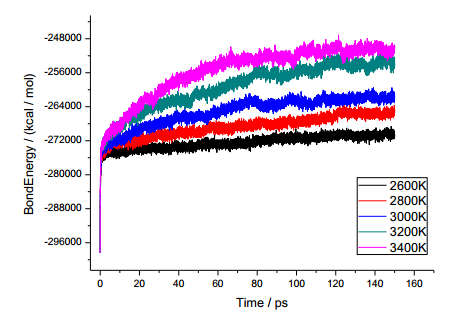 BondEnergy / (kcal / mol)
-248000
-256000
-264000
-272000
-280000
-288000
-296000
0 20 40 60 80 100 120 140 160
Time / ps
2600K
2800K
3000K
3200K
3400K